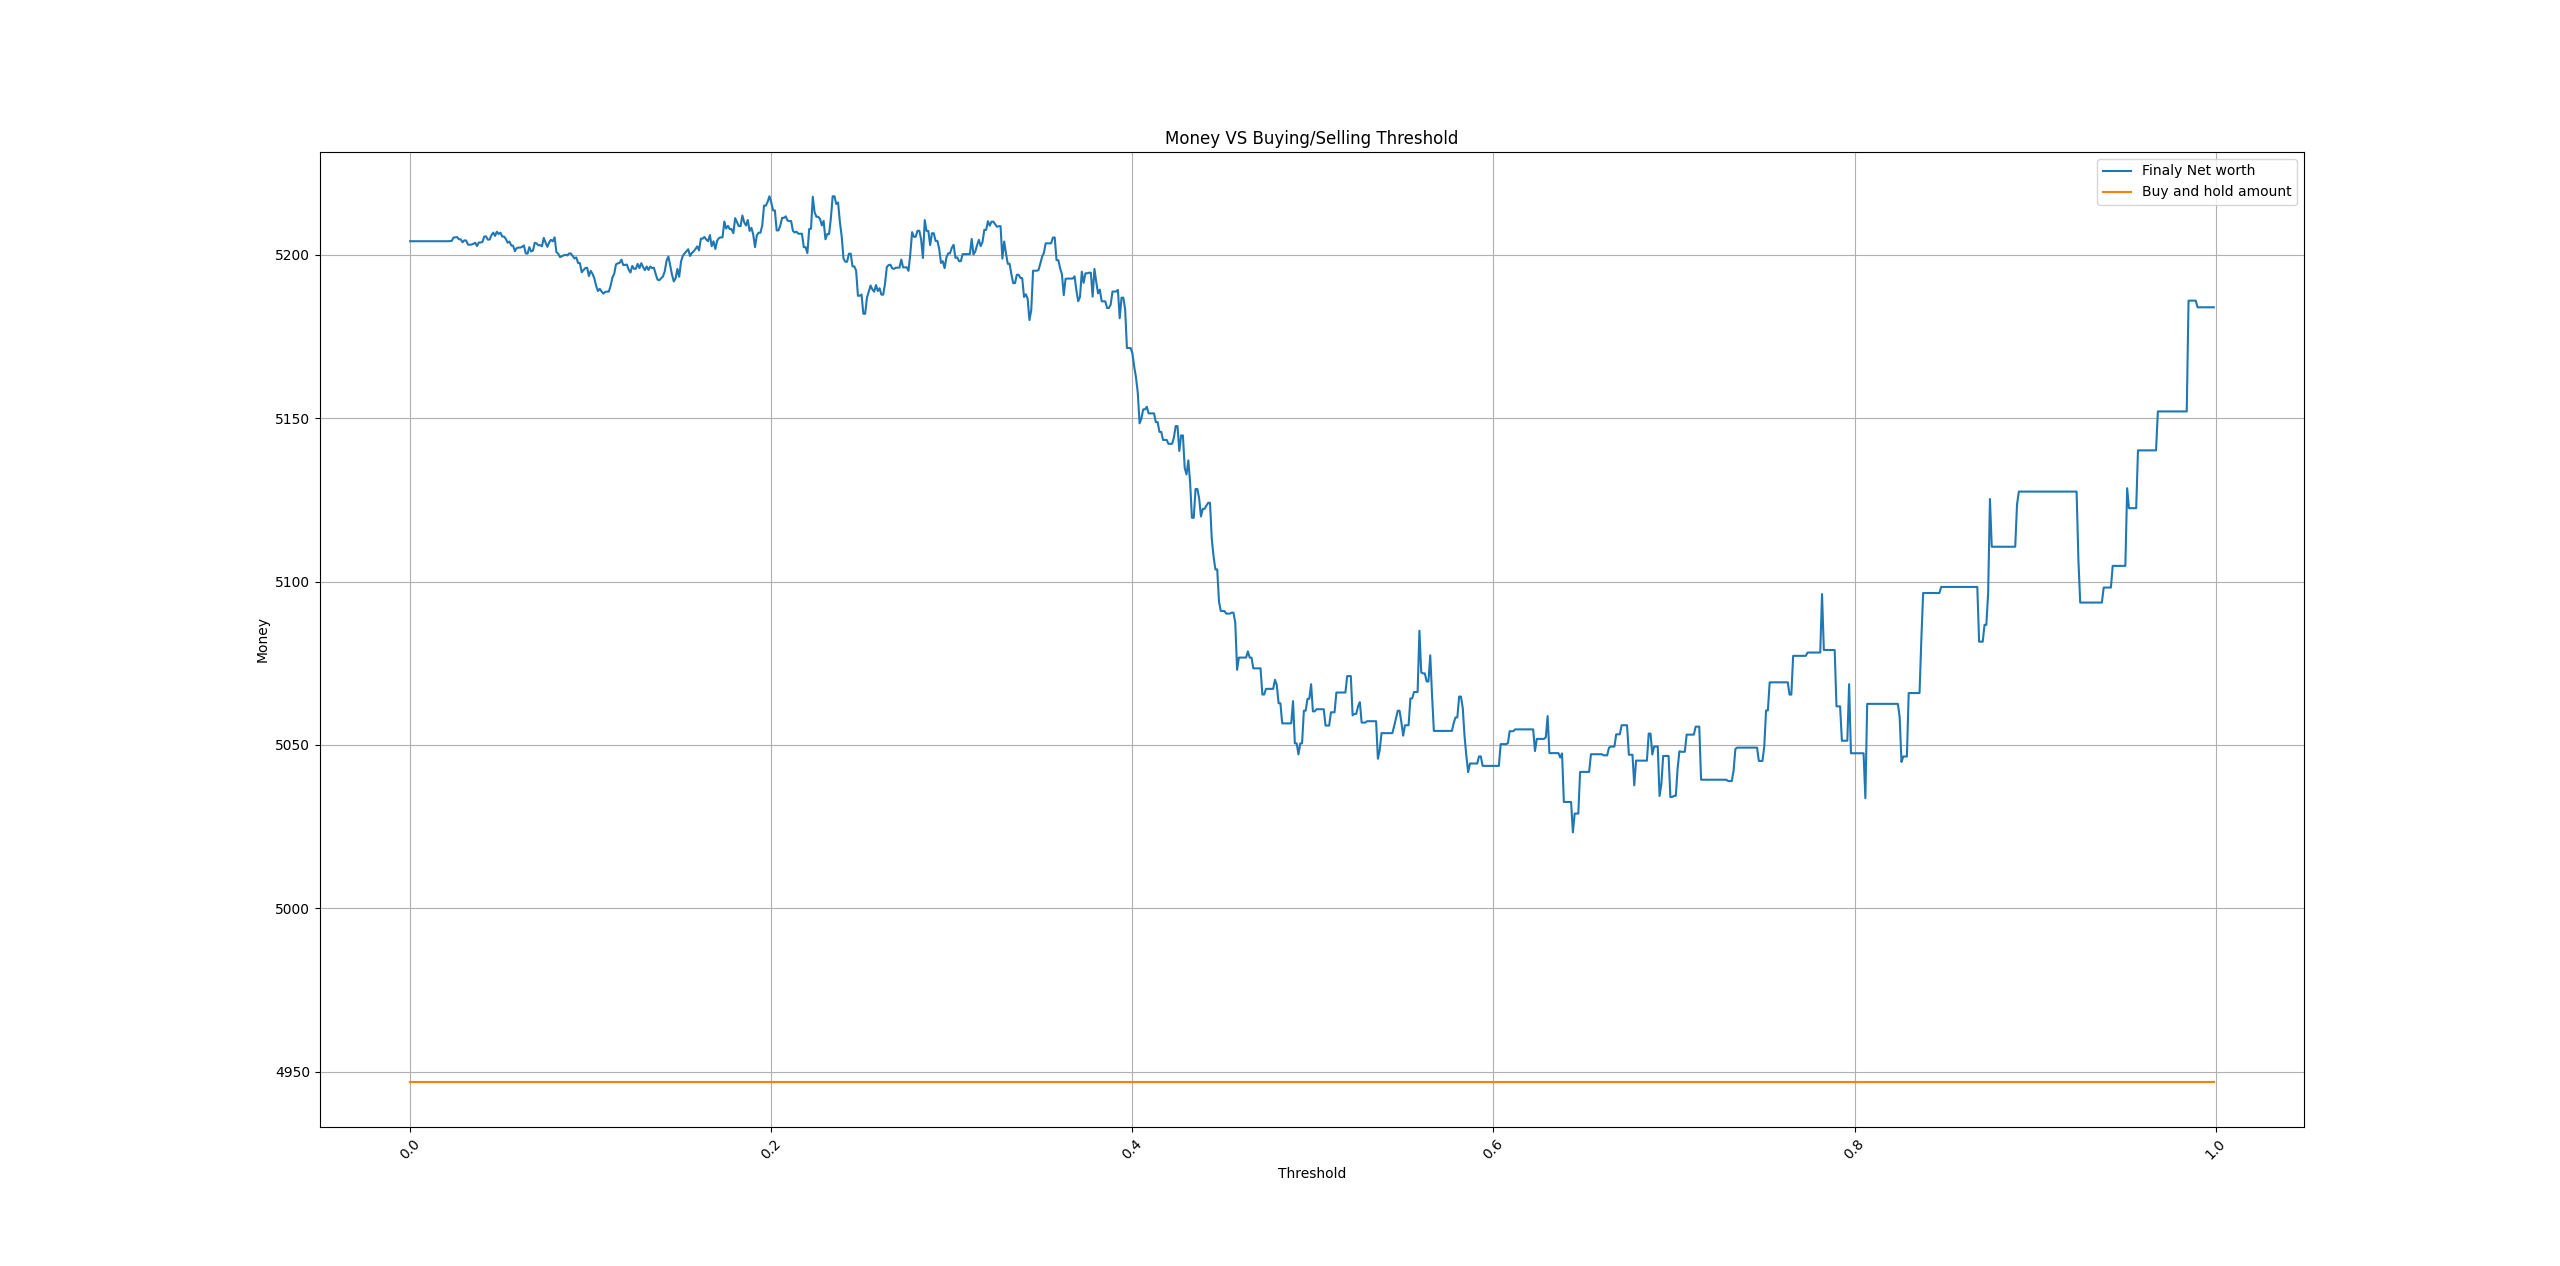 Money VS Buying/Selling Threshold
Finaly Net worth
Buy and hold amount
5200
5150
5100
5050
5000
4950
Money
0.0
0.2
0.4
0.6
0.8
1.0
Threshold